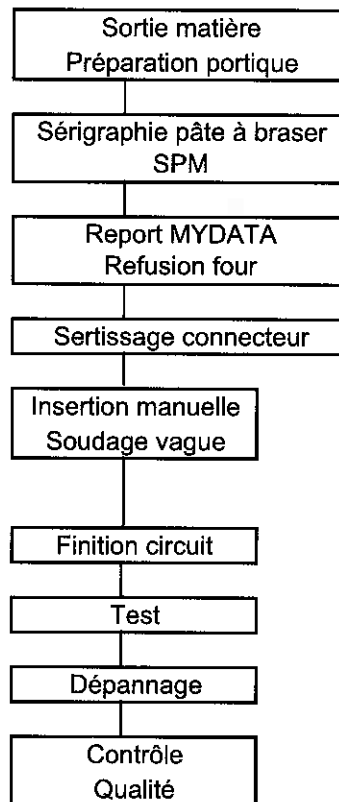 Sortie matière
Préparation portique
Sérigraphie pâte à braser
SPM
Report MYDATA
Refusion four
Sertissage connecteur
Insertion manuelle
Soudage vague
Finition circuit
Test
Dépannage
Contrôle
Qualité